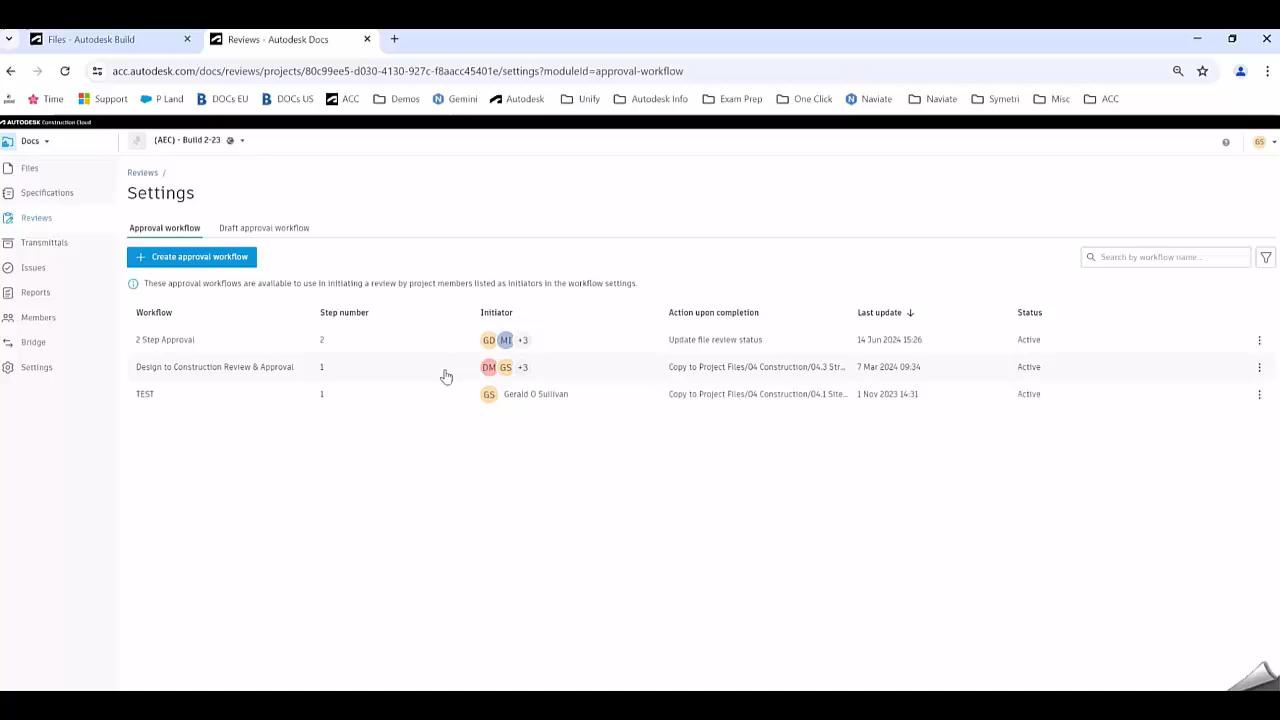 Files - Autodesk Build
Reviews - Autodesk Docs
acc.autodesk.com/docs/reviews/projects/80c99ee5-d030-4130-927c-f8aacc45401e/settings?moduleId=approval-workflow
Time Support P Land DOCs EU DOCs US ACC Demos Gemini Autodesk Unify Autodesk Info Exam Prep One Click Naviate Naviate Symetri Misc ACC
AUTODESK Construction Cloud
Docs (AEC) - Build 2-23 GS
Files
Specifications
Reviews
Transmittals
Issues
Reports
Members
Bridge
Settings
Reviews /
Settings
Approval workflow Draft approval workflow
+ Create approval workflow Search by workflow name...
These approval workflows are available to use in initiating a review by project members listed as initiators in the workflow settings.
Workflow Step number Initiator Action upon completion Last update Status
2 Step Approval 2 GD MI +3 Update file review status 14 Jun 2024 15:26 Active
Design to Construction Review & Approval 1 DM GS +3 Copy to Project Files/04 Construction/04.3 Str... 7 Mar 2024 09:34 Active
TEST 1 GS Gerald O Sullivan Copy to Project Files/04 Construction/04.1 Site... 1 Nov 2023 14:31 Active